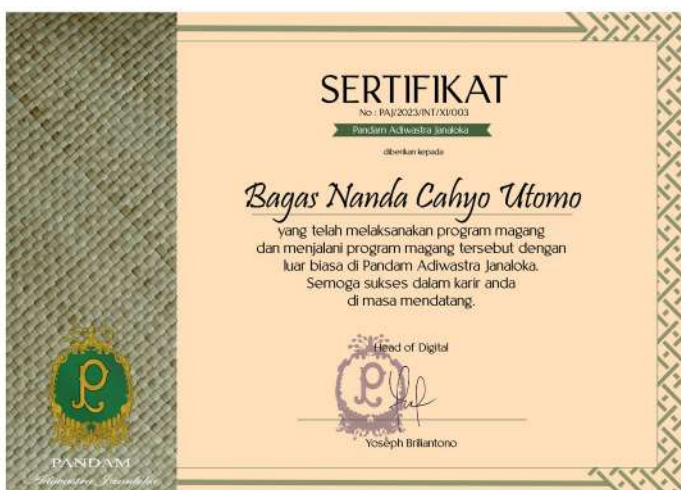 SERTIFIKAT
No : PAJ/2023/INT/XI/003
Pandam Adiwastra Janaloka
diberikan kepada
Bagas Nanda Cahyo Utomo
yang telah melaksanakan program magang
dan menjalani program magang tersebut dengan
luar biasa di Pandam Adiwastra Janaloka.
Semoga sukses dalam karir anda
di masa mendatang.
Head of Digital
Yosèph Briliantono
PANDAM
Adiwastra Janaloka